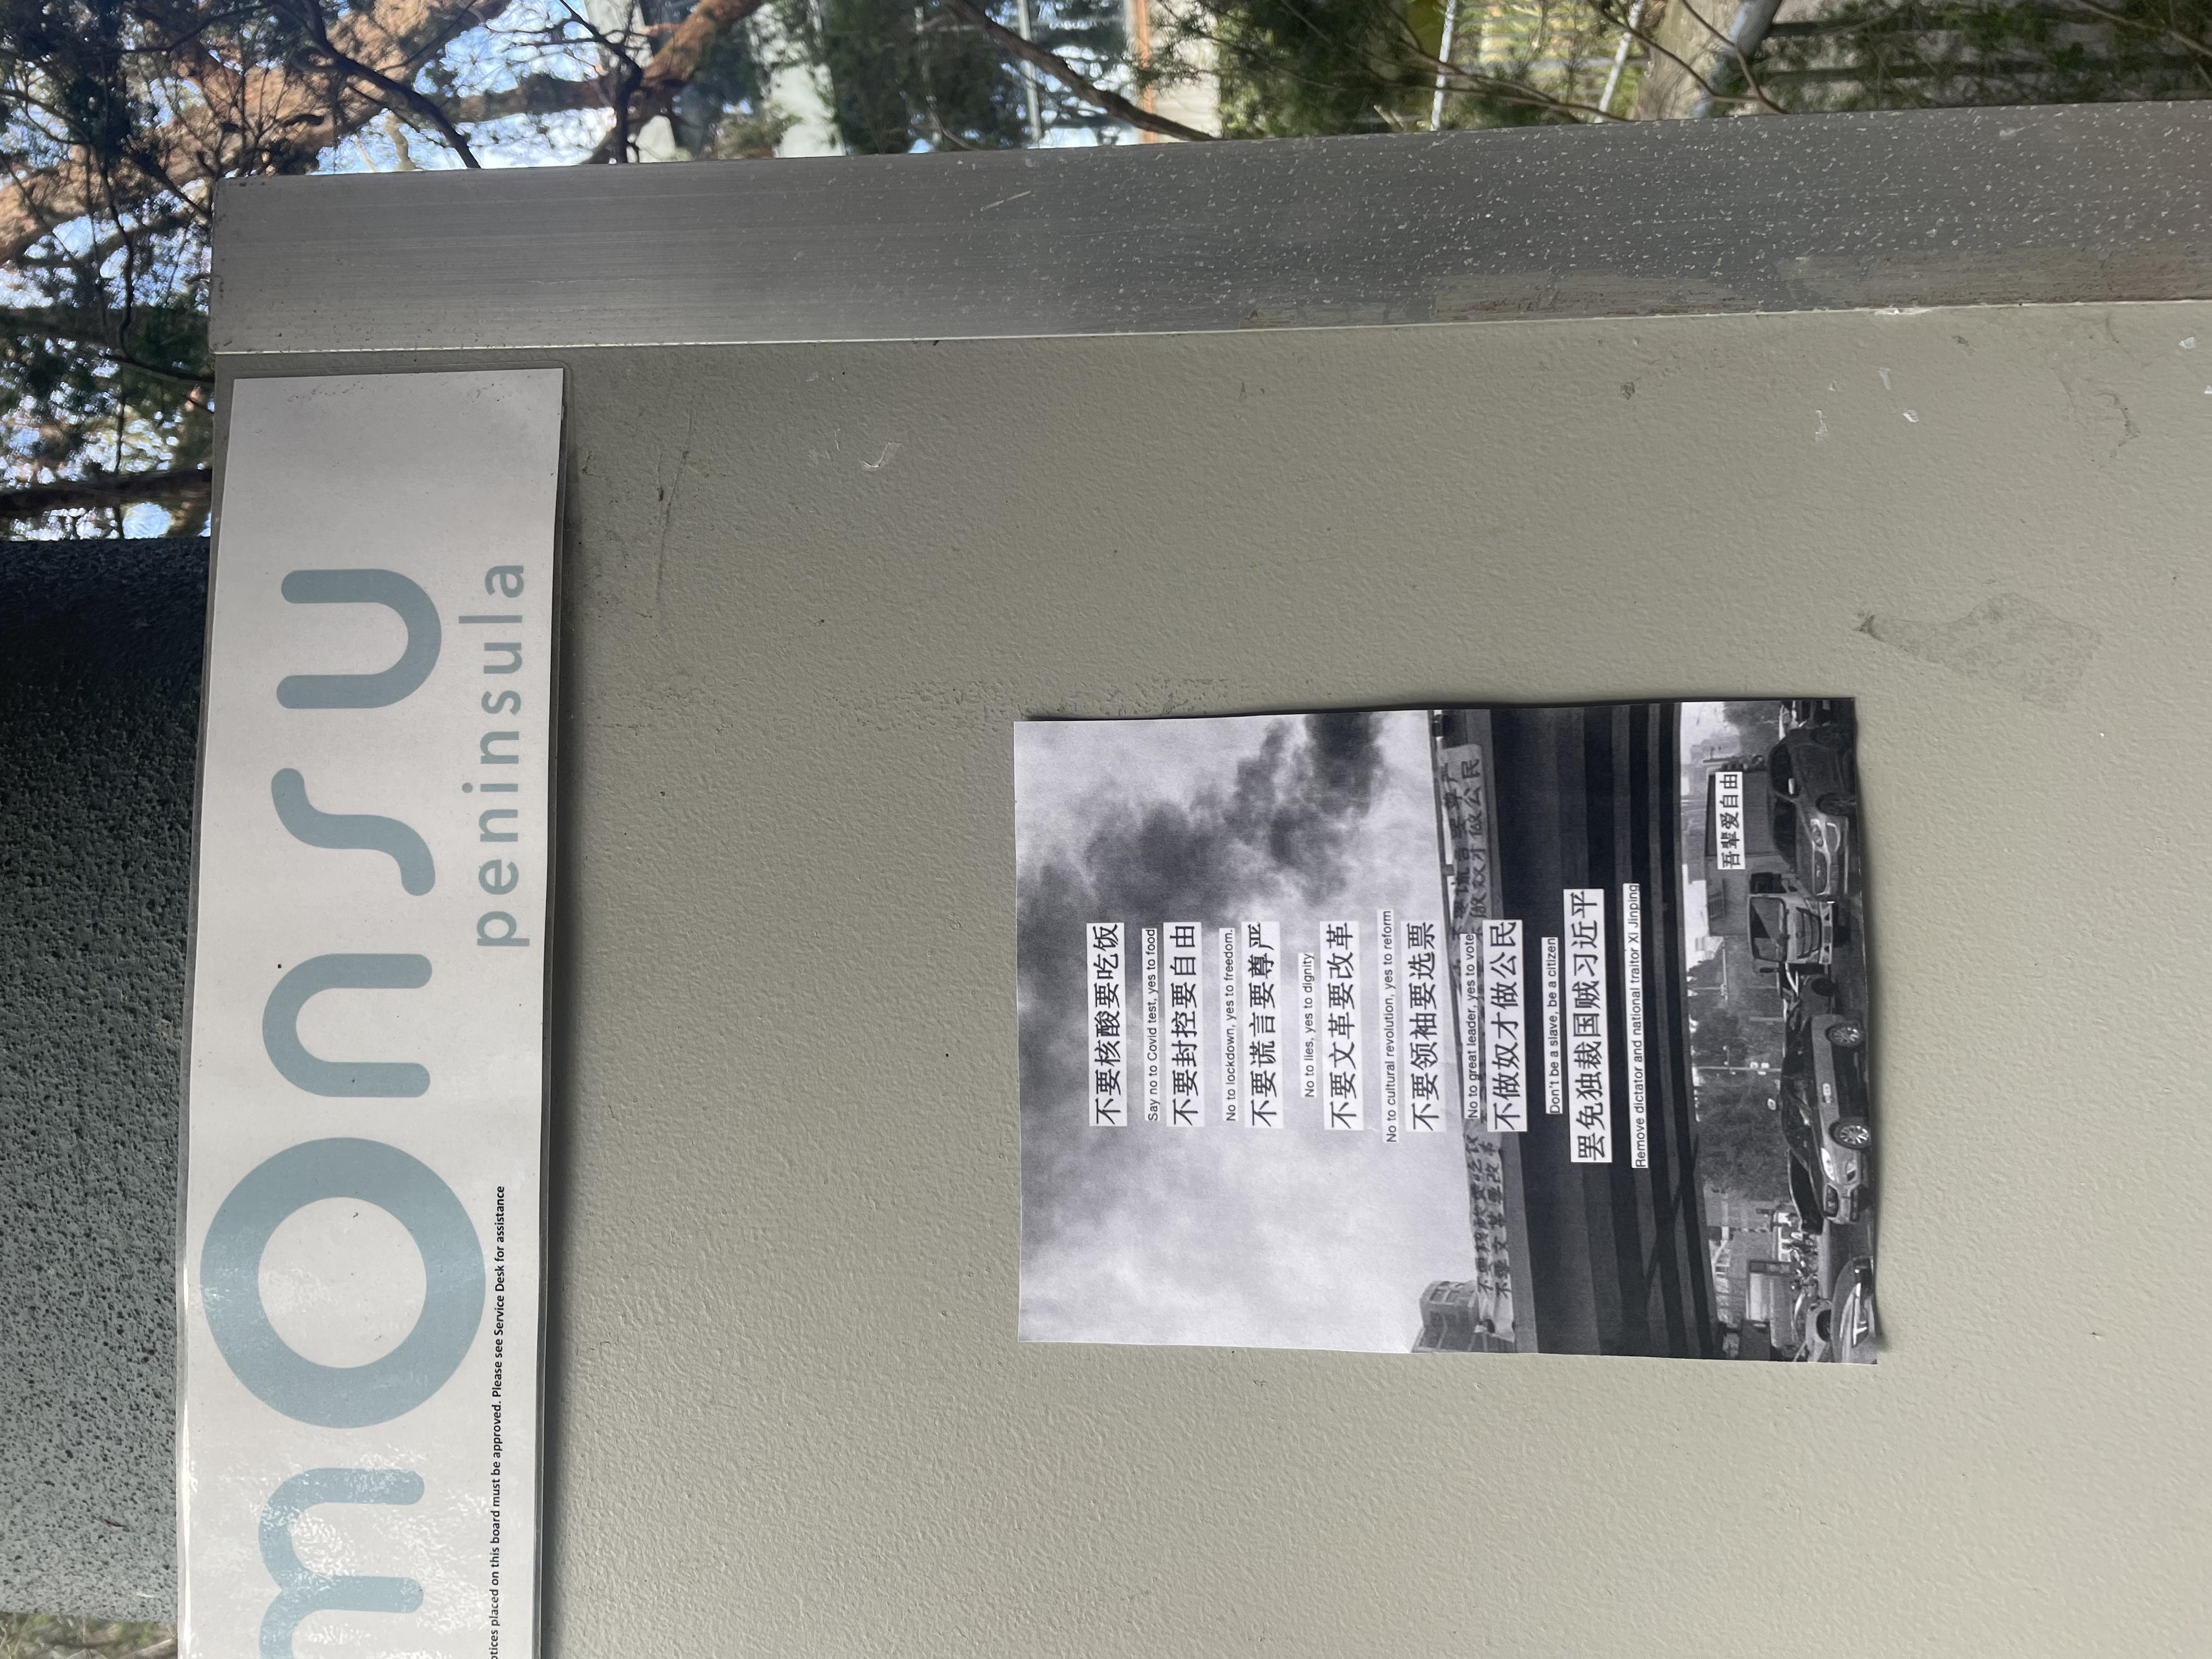 monsu
peninsula
otices placed on this board must be approved. Please see Service Desk for assistance
不要核酸要吃饭
Say no to Covid test, yes to food
不要封控要自由
No to lockdown, yes to freedom.
不要谎言要尊严
No to lies, yes to dignity
不要文革要改革
No to cultural revolution, yes to reform
不要领袖要选票
No to great leader, yes to vote
不做奴才做公民
Don't be a slave, be a citizen
罢免独裁国贼习近平
Remove dictator and national traitor Xi Jinping
吾辈爱自由